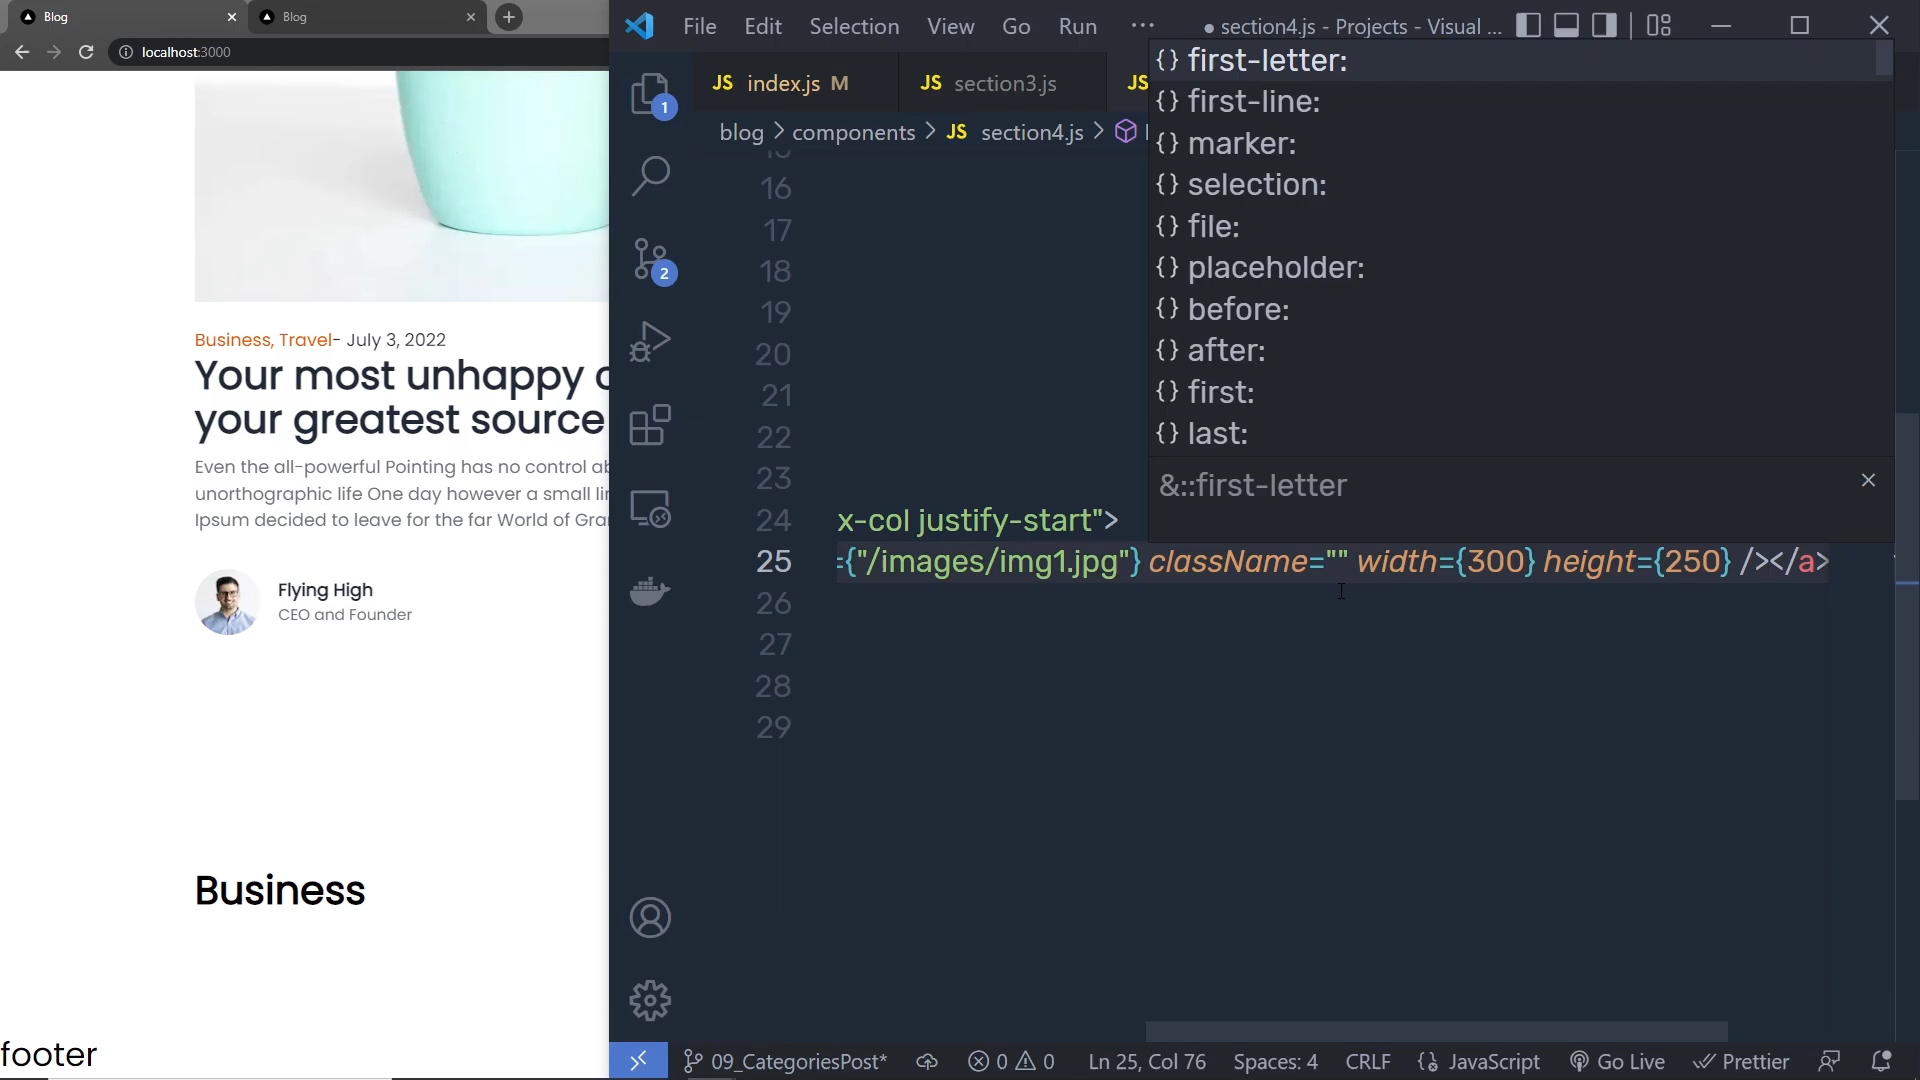 Blog
Blog
localhost:3000
Business, Travel- July 3, 2022
Your most unhappy
your greatest source
Even the all-powerful Pointing has no control
unorthographic life One day however a small
Ipsum decided to leave for the far World of
Flying High
CEO and Founder
Business
footer
File Edit Selection View Go Run ...
● section4.js - Projects - Visual ...
1
2
JS index.js M
JS section3.js
JS
blog > components > JS section4.js >
first-letter:
first-line:
marker:
selection:
file:
placeholder:
before:
after:
first:
last:
&::first-letter
16
17
18
19
20
21
22
23
24 x-col justify-start">
25 ={"/images/img1.jpg"} className="" width={300} height={250} /></a>
26
27
28
29
09_CategoriesPost* 0 0 Ln 25, Col 76 Spaces: 4 CRLF JavaScript Go Live Prettier